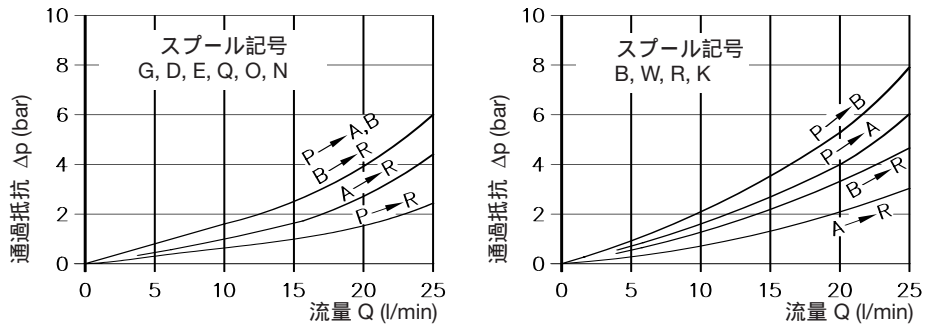 スプール記号
G, D, E, Q, O, N
通過抵抗 Δp (bar)
10
8
6
4
2
0
P→A,B
B→R
A→R
P→R
0 5 10 15 20 25
流量 Q (l/min)
スプール記号
B, W, R, K
通過抵抗 Δp (bar)
10
8
6
4
2
0
P→B
P→A
B→R
A→R
0 5 10 15 20 25
流量 Q (l/min)